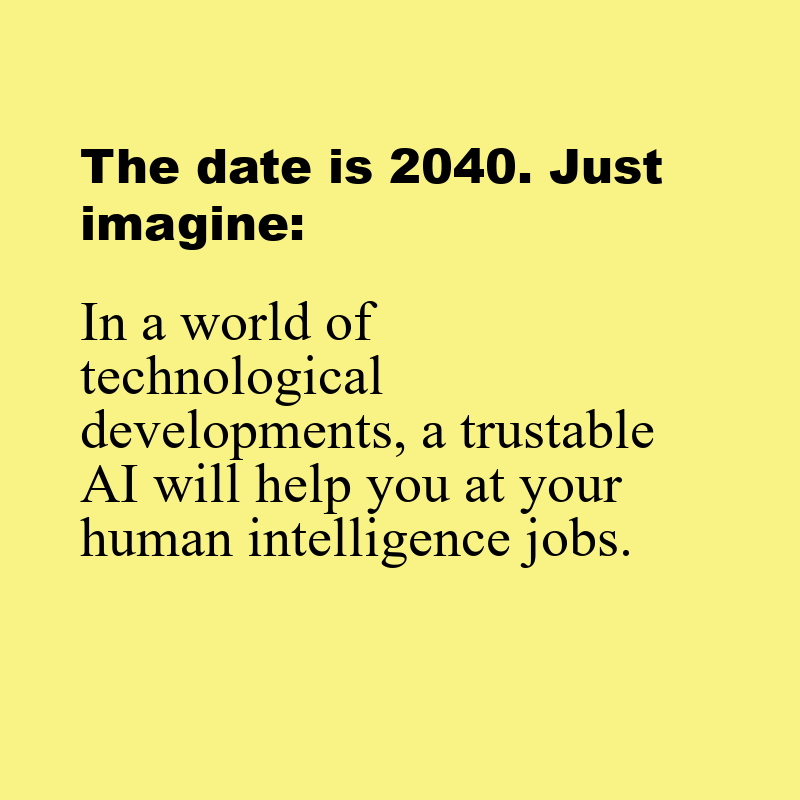 The date is 2040. Just
imagine:
In a world of
technological
developments, a trustable
AI will help you at your
human intelligence jobs.